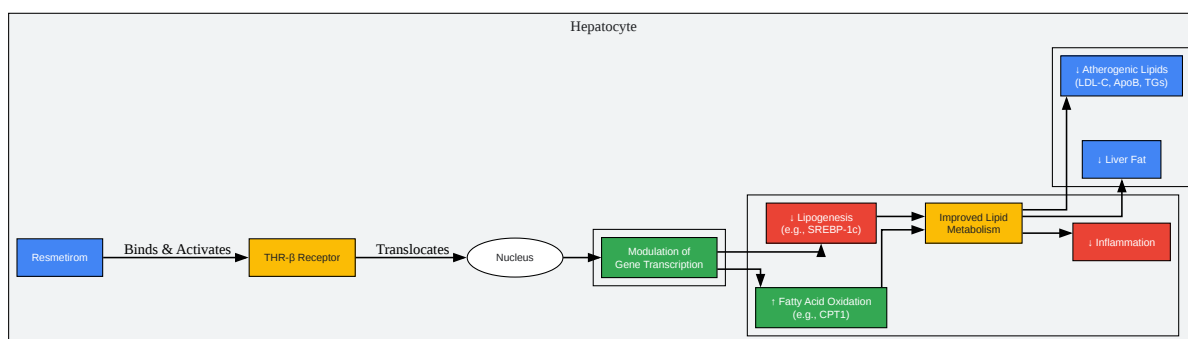 Hepatocyte
↓ Atherogenic Lipids
(LDL-C, ApoB, TGs)
↓ Liver Fat
Resmetirom
Binds & Activates
THR-β Receptor
Translocates
Nucleus
Modulation of
Gene Transcription
↓ Lipogenesis
(e.g., SREBP-1c)
↑ Fatty Acid Oxidation
(e.g., CPT1)
Improved Lipid
Metabolism
↓ Inflammation